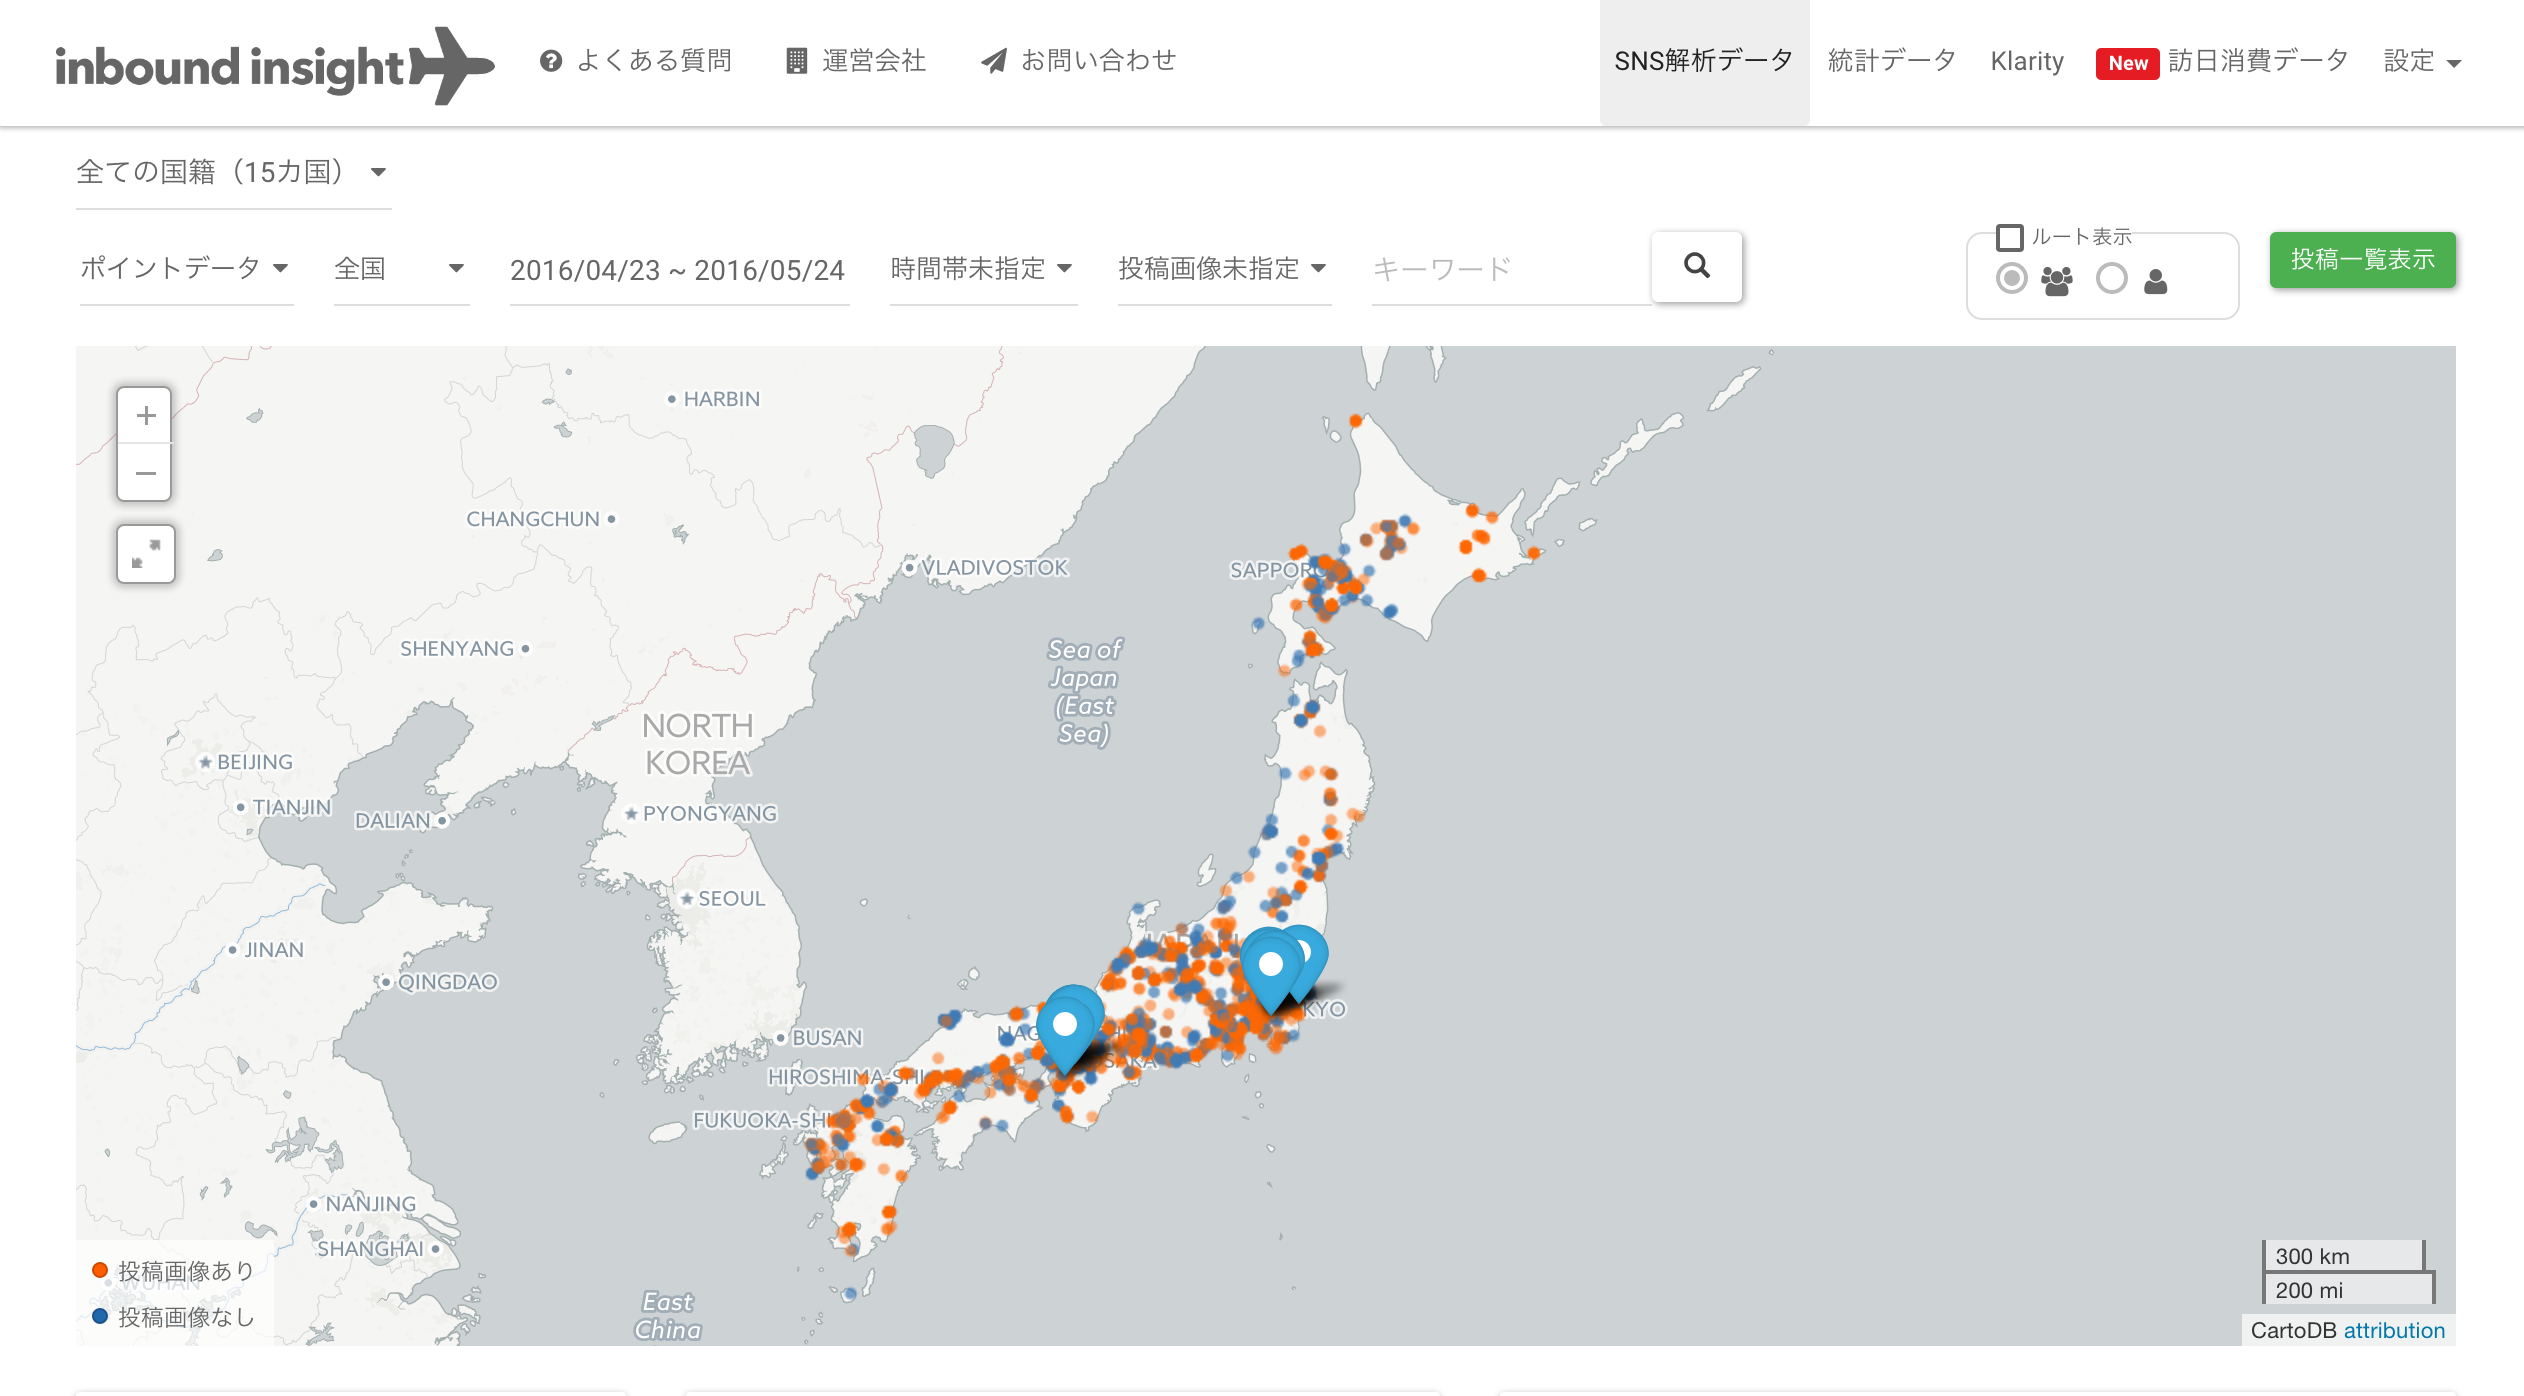 inbound insight
よくある質問
運営会社
お問い合わせ
SNS解析データ
統計データ
Klarity
New 訪日消費データ
設定
全ての国籍（15カ国）
ポイントデータ
全国
2016/04/23 ~ 2016/05/24
時間帯未指定
投稿画像未指定
キーワード
ルート表示
投稿一覧表示
+
−
HARBIN
CHANGCHUN
VLADIVOSTOK
SAPPORO
SHENYANG
Sea of
Japan
(East
Sea)
NORTH
KOREA
BEIJING
TIANJIN
DALIAN
PYONGYANG
SEOUL
JINAN
QINGDAO
BUSAN
HIROSHIMA-SHI
FUKUOKA-SHI
NANJING
SHANGHAI
WUHAN
投稿画像あり
投稿画像なし
East
China
300 km
200 mi
CartoDB attribution